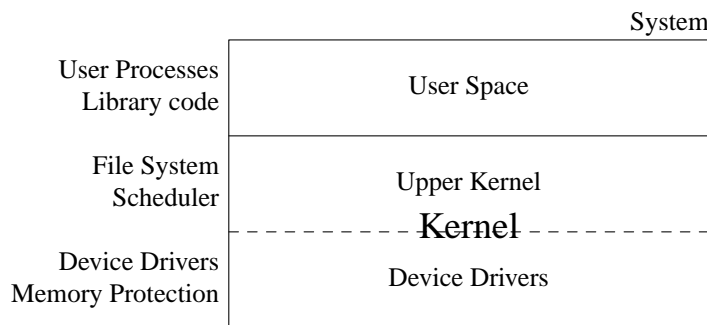 System
User Processes
Library code
User Space
File System
Scheduler
Upper Kernel
Kernel
Device Drivers
Memory Protection
Device Drivers